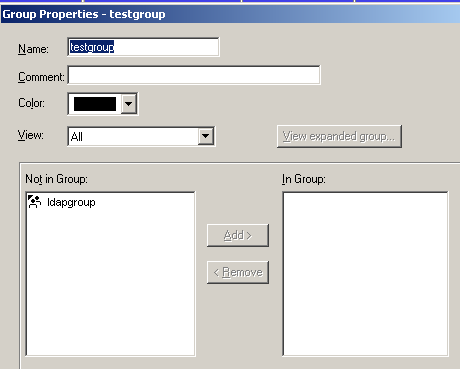 Group Properties - testgroup
Name: testgroup
Comment:
Color:
View: All View expanded group...
Not in Group: In Group:
ldapgroup
Add >
< Remove